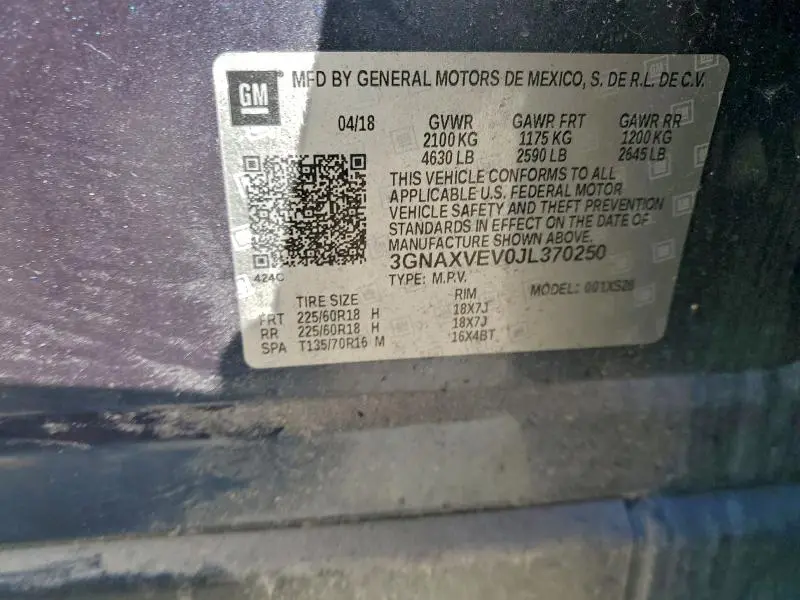 GM MFD BY GENERAL MOTORS DE MEXICO, S. DE R.L. DE C.V.
04/18 GVWR GAWR FRT GAWR RR
2100 KG 1175 KG 1200 KG
4630 LB 2590 LB 2645 LB
THIS VEHICLE CONFORMS TO ALL
APPLICABLE U.S. FEDERAL MOTOR
VEHICLE SAFETY AND THEFT PREVENTION
STANDARDS IN EFFECT ON THE DATE OF
MANUFACTURE SHOWN ABOVE.
424C 3GNAXVEV0JL370250
TYPE: M.P.V. MODEL:
TIRE SIZE RIM
FRT 225/60R18 H 18X7J
RR 225/60R18 H 18X7J
SPA T135/70R16 M 16X4BT